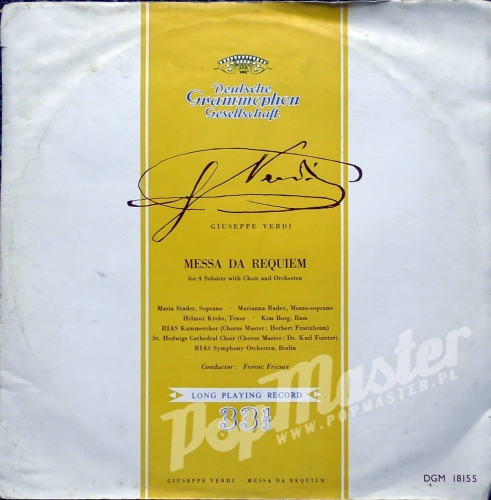 Deutsche
Grammophon
Gesellschaft
G Verdi
GIUSEPPE VERDI
MESSA DA REQUIEM
for 4 Soloists with Choir and Orchestra
Maria Stader, Soprano · Marianna Radev, Mezzo-soprano
Helmut Krebs, Tenor · Kim Borg, Bass
RIAS Kammerchor (Chorus Master: Herbert Froitzheim)
St. Hedwigs Cathedral Choir (Chorus Master: Dr. Karl Forster)
RIAS Symphony Orchestra, Berlin
Conductor: Ferenc Fricsay
LONG PLAYING RECORD
33⅓
PopMaster
WWW.POPMASTER.PL
GIUSEPPE VERDI · MESSA DA REQUIEM
DGM 18155